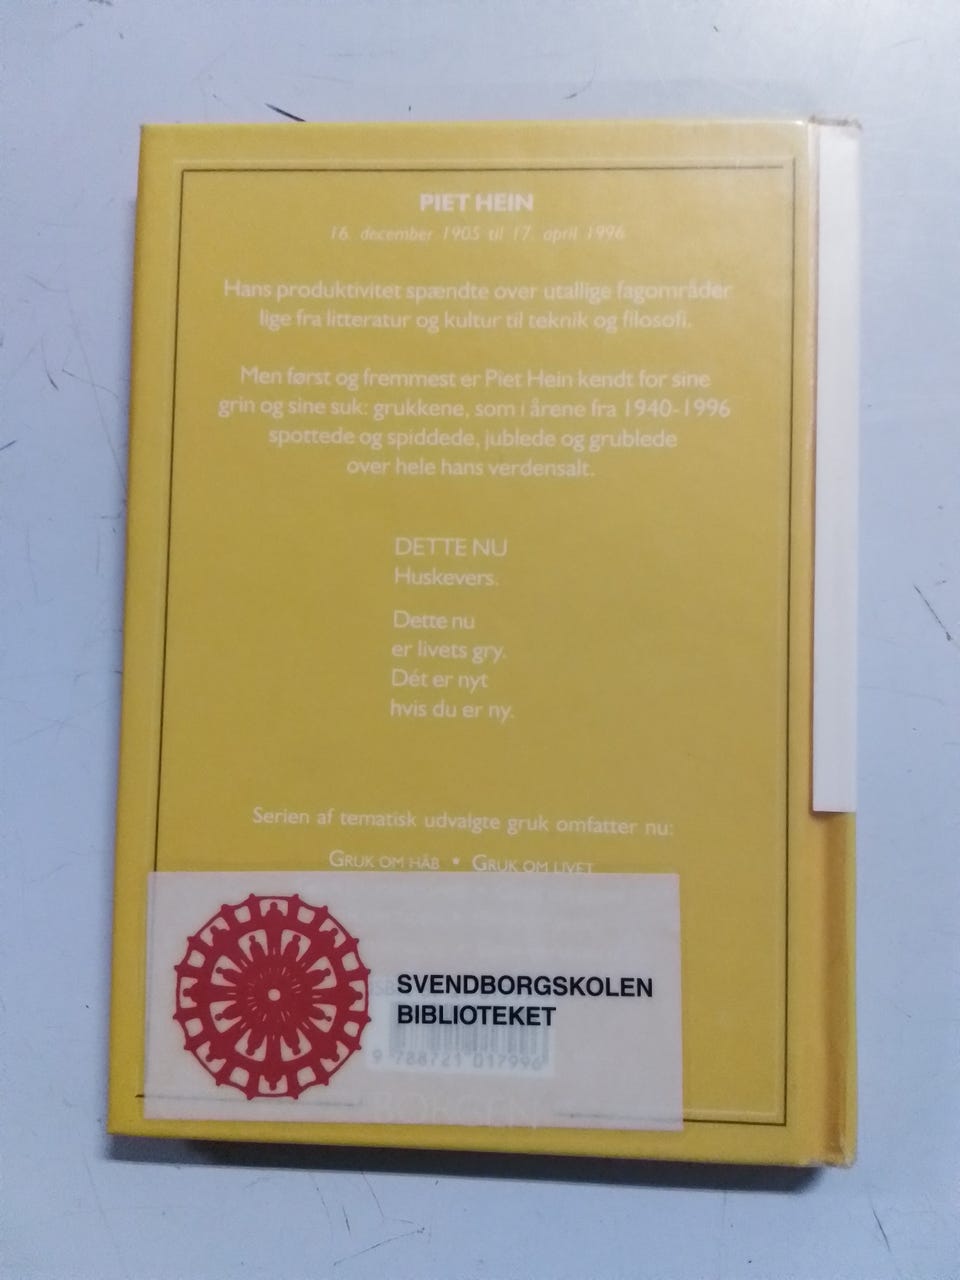 PIET HEIN
16. december 1905 til 17. april 1996
Hans produktivitet spændte over utallige fagområder
lige fra litteratur og kultur til teknik og filosofi.
Men først og fremmest er Piet Hein kendt for sine
grin og sine suk: grukkene, som i årene fra 1940-1996
spottede og spiddede, jublede og grublede
over hele hans verdensalt.
DETTE NU
Huskevers.
Dette nu
er livets gry.
Dét er nyt
hvis du er ny.
Serien af tematisk udvalgte gruk omfatter nu:
GRUK OM HÅB • GRUK OM LIVET
SVENDBORGSKOLEN
BIBLIOTEKET
9 788721 017996
BORGEN